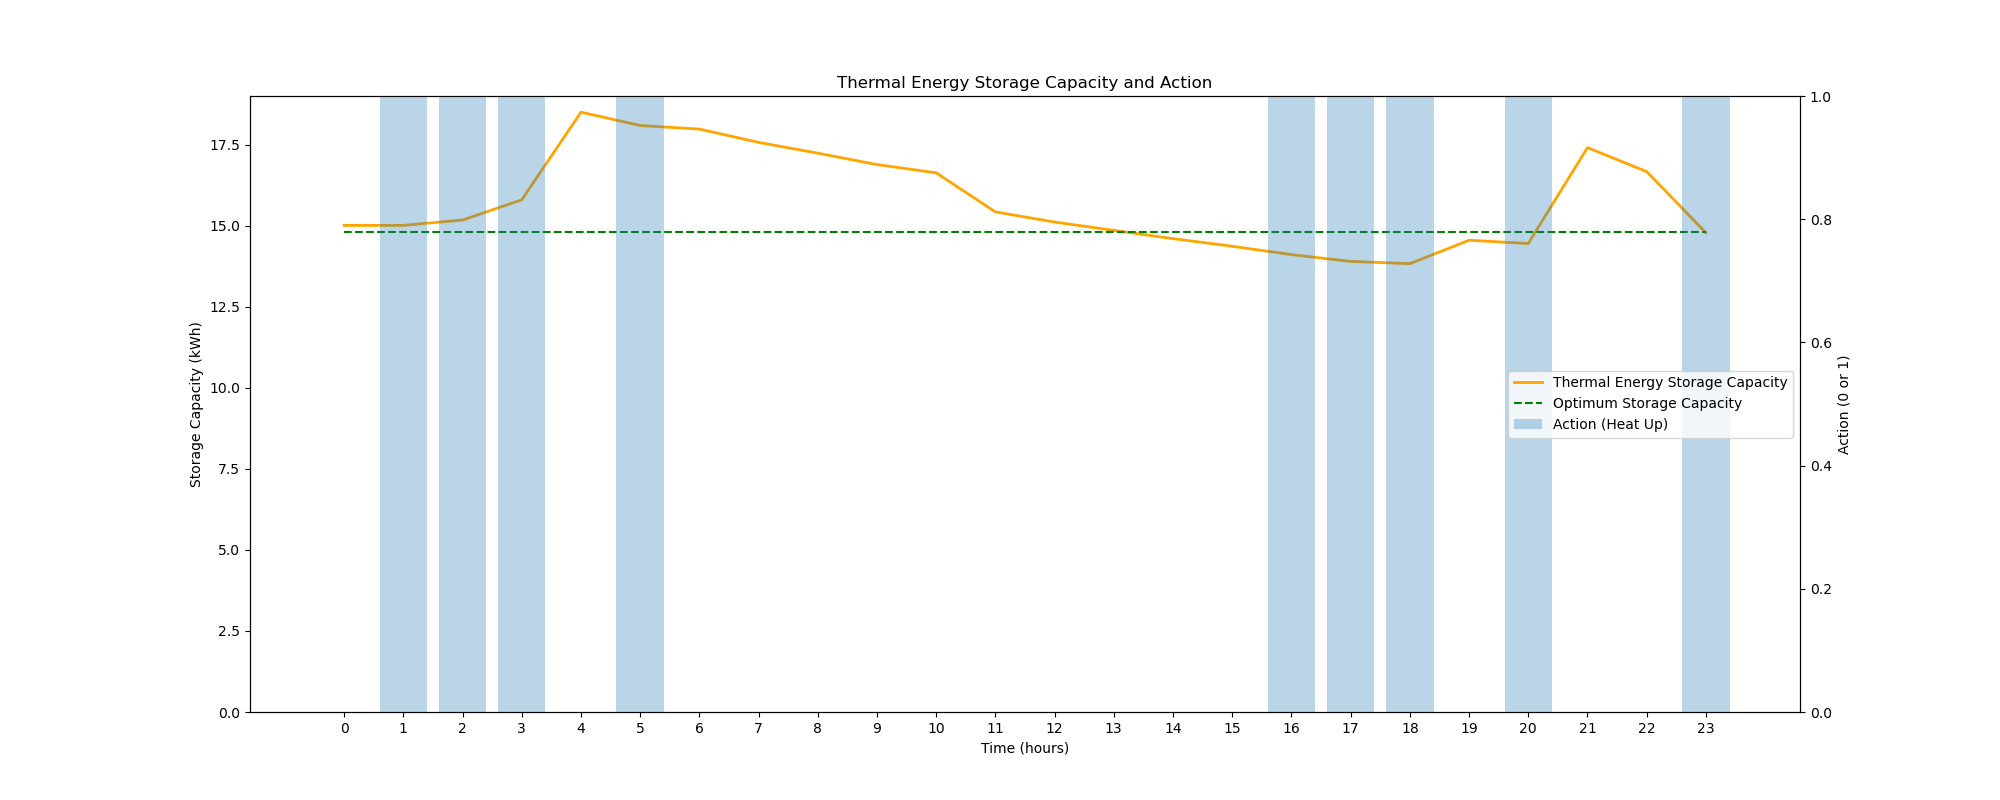 Thermal Energy Storage Capacity and Action
17.5
15.0
12.5
10.0
7.5
5.0
2.5
0.0
Storage Capacity (kWh)
1.0
0.8
0.6
0.4
0.2
0.0
Action (0 or 1)
Thermal Energy Storage Capacity
Optimum Storage Capacity
Action (Heat Up)
0 1 2 3 4 5 6 7 8 9 10 11 12 13 14 15 16 17 18 19 20 21 22 23
Time (hours)